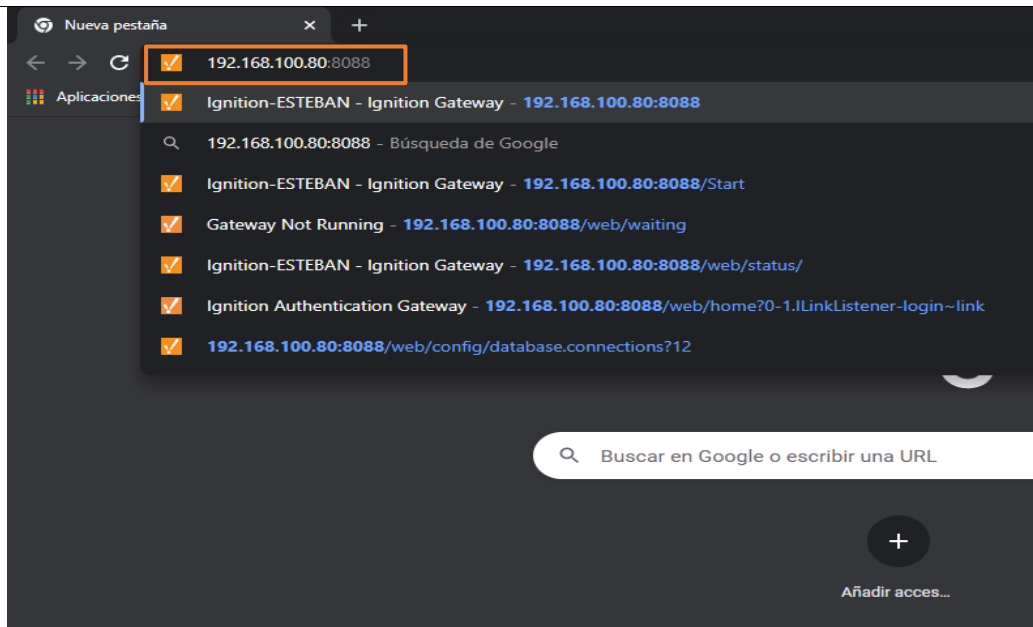 Nueva pestaña
192.168.100.80:8088
Aplicaciones
Ignition-ESTEBAN - Ignition Gateway - 192.168.100.80:8088
192.168.100.80:8088 - Búsqueda de Google
Ignition-ESTEBAN - Ignition Gateway - 192.168.100.80:8088/Start
Gateway Not Running - 192.168.100.80:8088/web/waiting
Ignition-ESTEBAN - Ignition Gateway - 192.168.100.80:8088/web/status/
Ignition Authentication Gateway - 192.168.100.80:8088/web/home?0-1.ILinkListener-login~link
192.168.100.80:8088/web/config/database.connections?12
Buscar en Google o escribir una URL
Añadir acces...